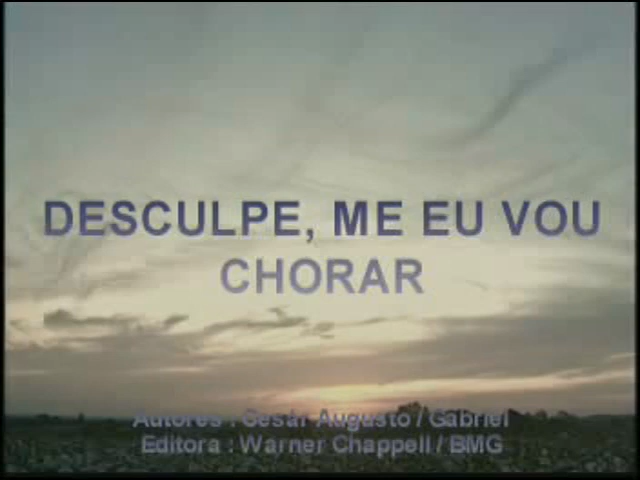 DESCULPE, ME EU VOU
CHORAR
Autores : Cesar Augusto / Gabriel
Editora : Warner Chappell / BMG